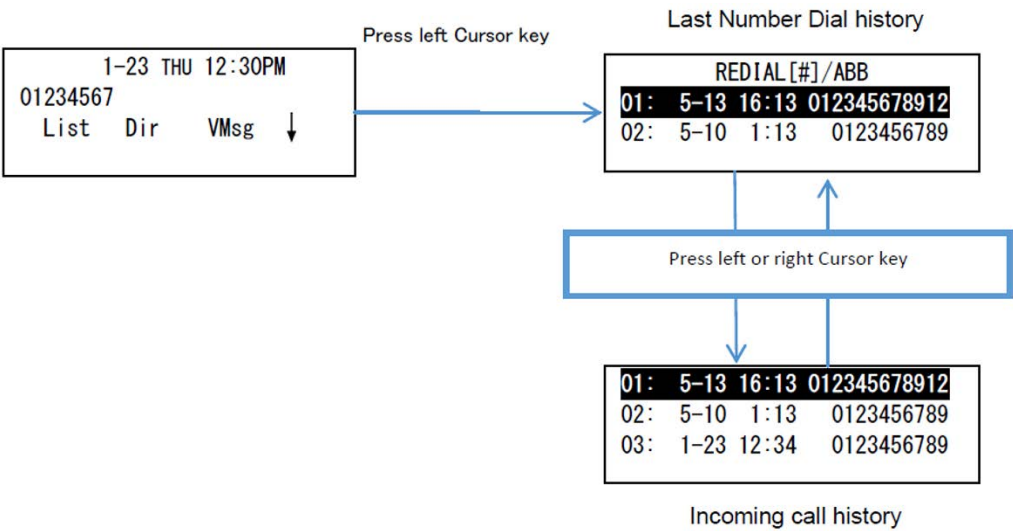 Last Number Dial history
Press left Cursor key
1-23 THU 12:30PM
01234567
List Dir VMsg ↓
REDIAL[#]/ABB
01: 5-13 16:13 012345678912
02: 5-10 1:13 0123456789
Press left or right Cursor key
01: 5-13 16:13 012345678912
02: 5-10 1:13 0123456789
03: 1-23 12:34 0123456789
Incoming call history